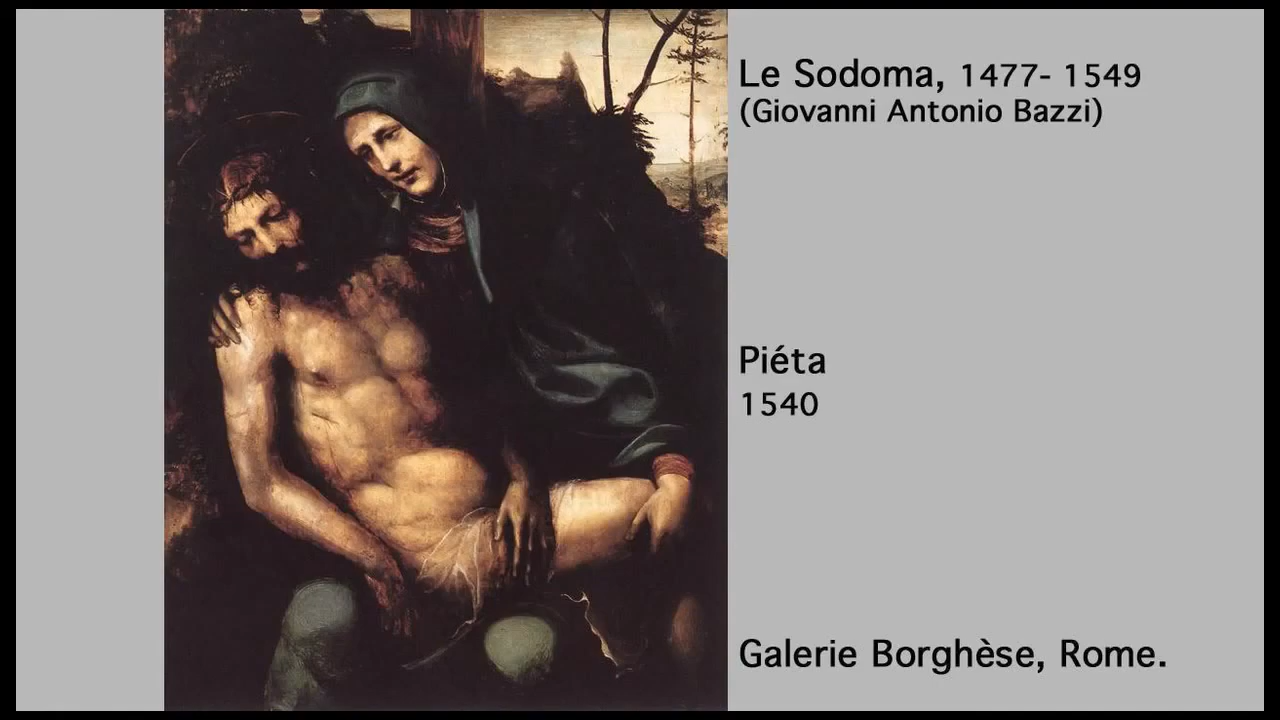 Le Sodoma, 1477- 1549
(Giovanni Antonio Bazzi)
Piéta
1540
Galerie Borghèse, Rome.